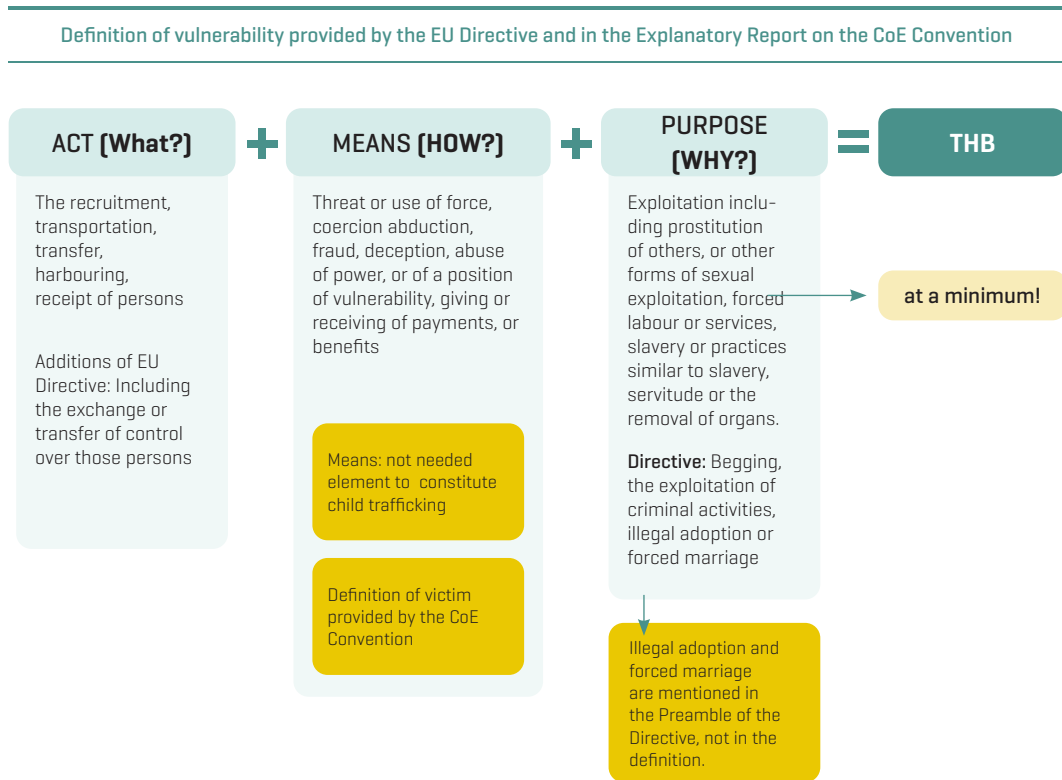 Definition of vulnerability provided by the EU Directive and in the Explanatory Report on the CoE Convention
ACT (What?)
The recruitment,
transportation,
transfer,
harbouring,
receipt of persons
Additions of EU
Directive: Including
the exchange or
transfer of control
over those persons
+
MEANS (HOW?)
Threat or use of force,
coercion abduction,
fraud, deception, abuse
of power, or of a position
of vulnerability, giving or
receiving of payments, or
benefits
Means: not needed
element to constitute
child trafficking
Definition of victim
provided by the CoE
Convention
+
PURPOSE
(WHY?)
Exploitation inclu-
ding prostitution
of others, or other
forms of sexual
exploitation, forced
labour or services,
slavery or practices
similar to slavery,
servitude or the
removal of organs.
Directive: Begging,
the exploitation of
criminal activities,
illegal adoption or
forced marriage
Illegal adoption and
forced marriage
are mentioned in
the Preamble of the
Directive, not in the
definition.
=
THB
at a minimum!